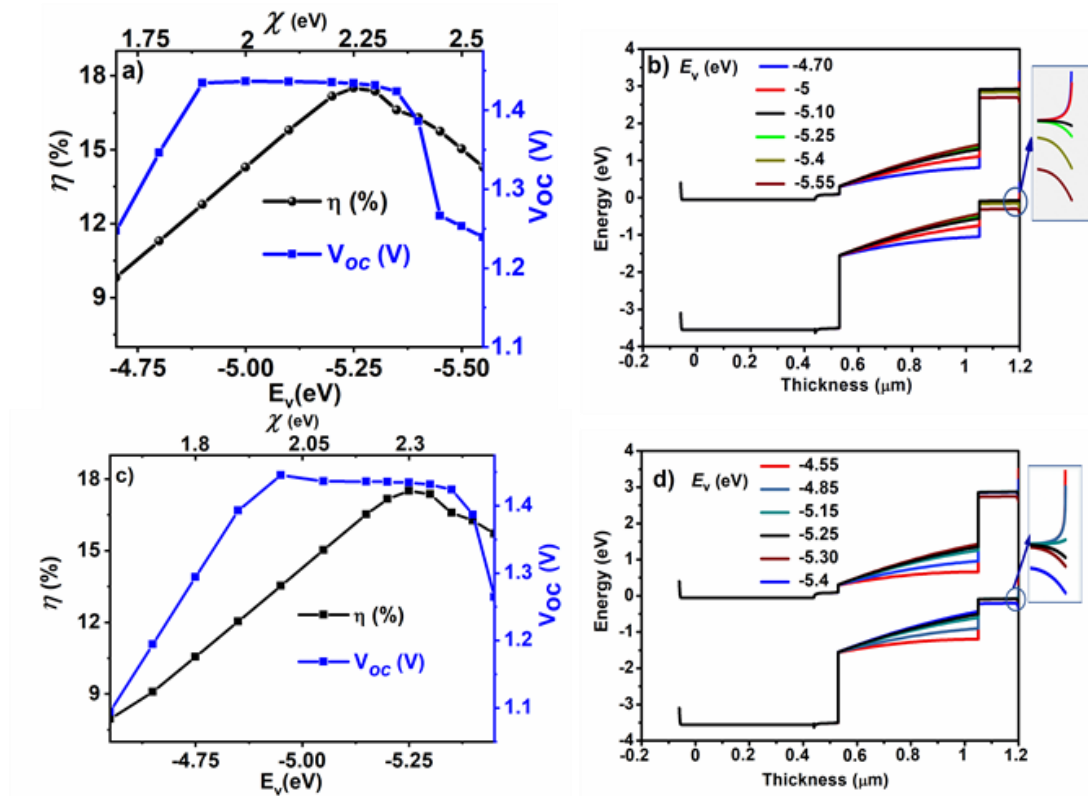 χ (eV)
1.75 2 2.25 2.5
a)
18
15
12
9
η (%)
1.4
1.3
1.2
1.1
V_OC (V)
η (%)
V_OC (V)
-4.75 -5.00 -5.25 -5.50
E_v(eV)
b) E_v (eV)
-4.70
-5
-5.10
-5.25
-5.4
-5.55
4
3
2
1
0
-1
-2
-3
-4
Energy (eV)
-0.2 0 0.2 0.4 0.6 0.8 1 1.2
Thickness (μm)
χ (eV)
1.8 2.05 2.3
c)
18
15
12
9
η (%)
1.4
1.3
1.2
1.1
V_OC (V)
η (%)
V_OC (V)
-4.75 -5.00 -5.25
E_v(eV)
d) E_v (eV)
-4.55
-4.85
-5.15
-5.25
-5.30
-5.4
4
3
2
1
0
-1
-2
-3
-4
Energy (eV)
-0.2 0 0.2 0.4 0.6 0.8 1 1.2
Thickness (μm)